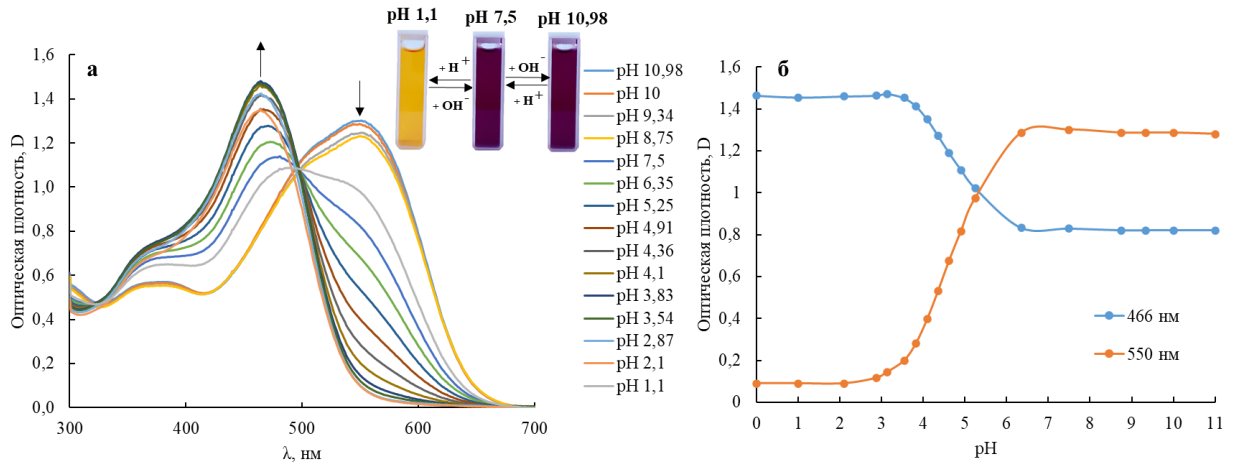 pH 1,1 pH 7,5 pH 10,98
+ H+ + OH-
+ OH- + H+
а
Оптическая плотность, D
1,6
1,4
1,2
1,0
0,8
0,6
0,4
0,2
0,0
300 400 500 600 700
λ, нм
pH 10,98
pH 10
pH 9,34
pH 8,75
pH 7,5
pH 6,35
pH 5,25
pH 4,91
pH 4,36
pH 4,1
pH 3,83
pH 3,54
pH 2,87
pH 2,1
pH 1,1
б
Оптическая плотность, D
1,6
1,4
1,2
1
0,8
0,6
0,4
0,2
0
0 1 2 3 4 5 6 7 8 9 10 11
pH
466 нм
550 нм